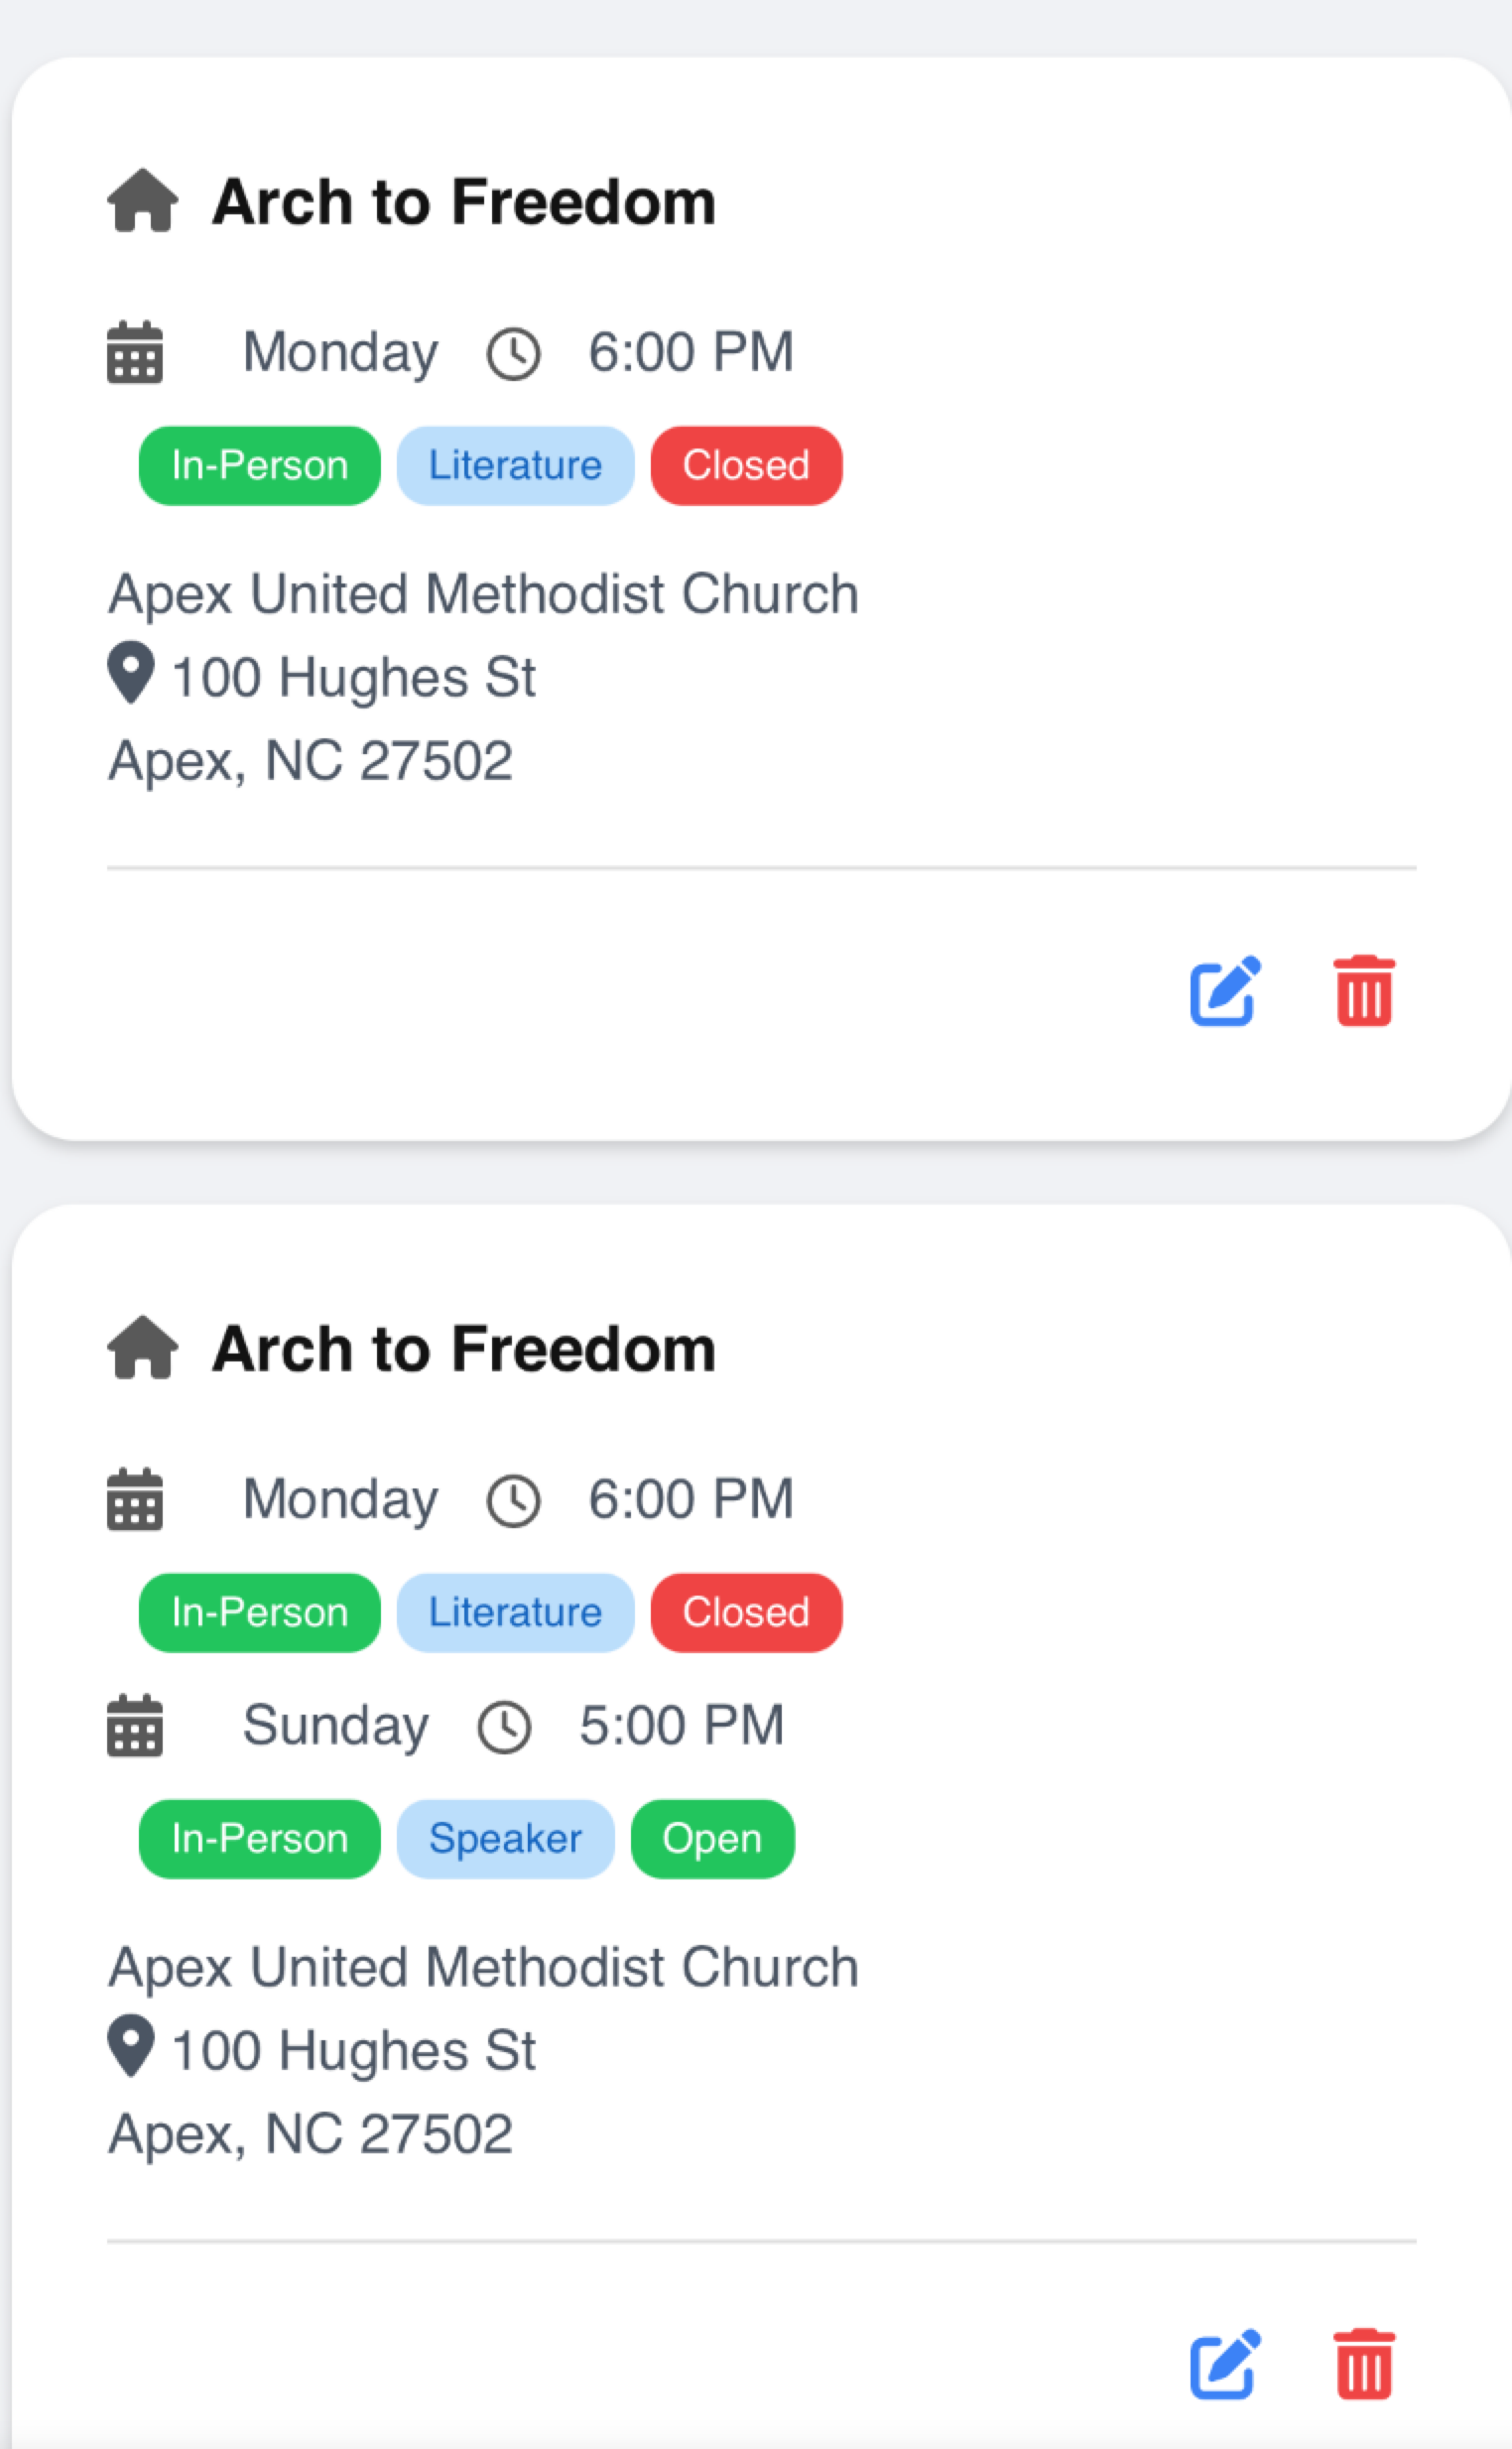 Arch to Freedom
Monday 6:00 PM
In-Person Literature Closed
Apex United Methodist Church
100 Hughes St
Apex, NC 27502
Arch to Freedom
Monday 6:00 PM
In-Person Literature Closed
Sunday 5:00 PM
In-Person Speaker Open
Apex United Methodist Church
100 Hughes St
Apex, NC 27502